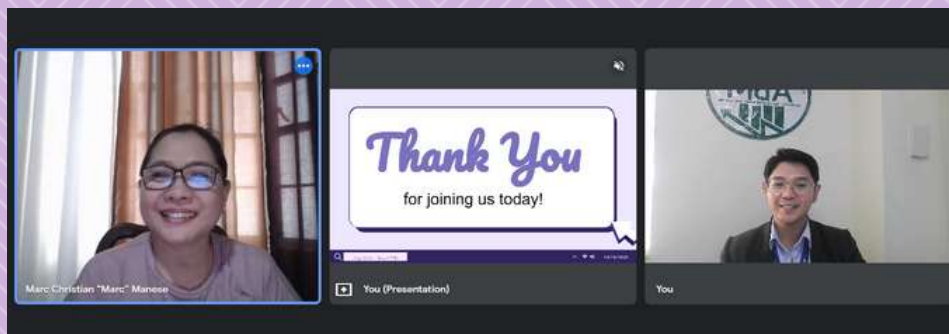 Thank You
for joining us today!
Marc Christian "Marc" Manese
You (Presentation)
You